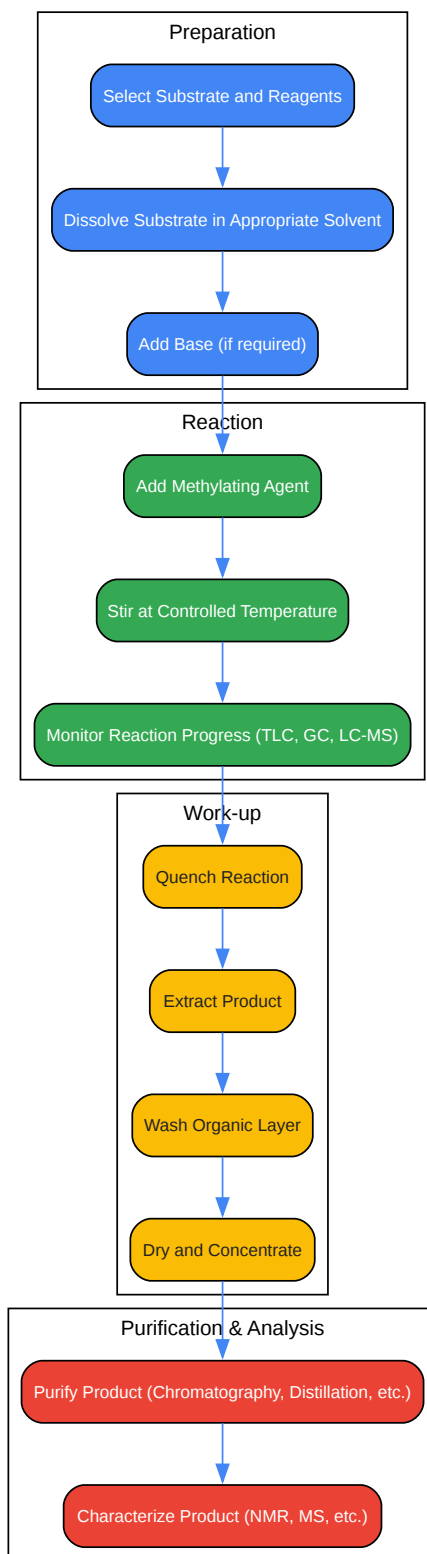 Preparation
Select Substrate and Reagents
Dissolve Substrate in Appropriate Solvent
Add Base (if required)
Reaction
Add Methylating Agent
Stir at Controlled Temperature
Monitor Reaction Progress (TLC, GC, LC-MS)
Work-up
Quench Reaction
Extract Product
Wash Organic Layer
Dry and Concentrate
Purification & Analysis
Purify Product (Chromatography, Distillation, etc.)
Characterize Product (NMR, MS, etc.)